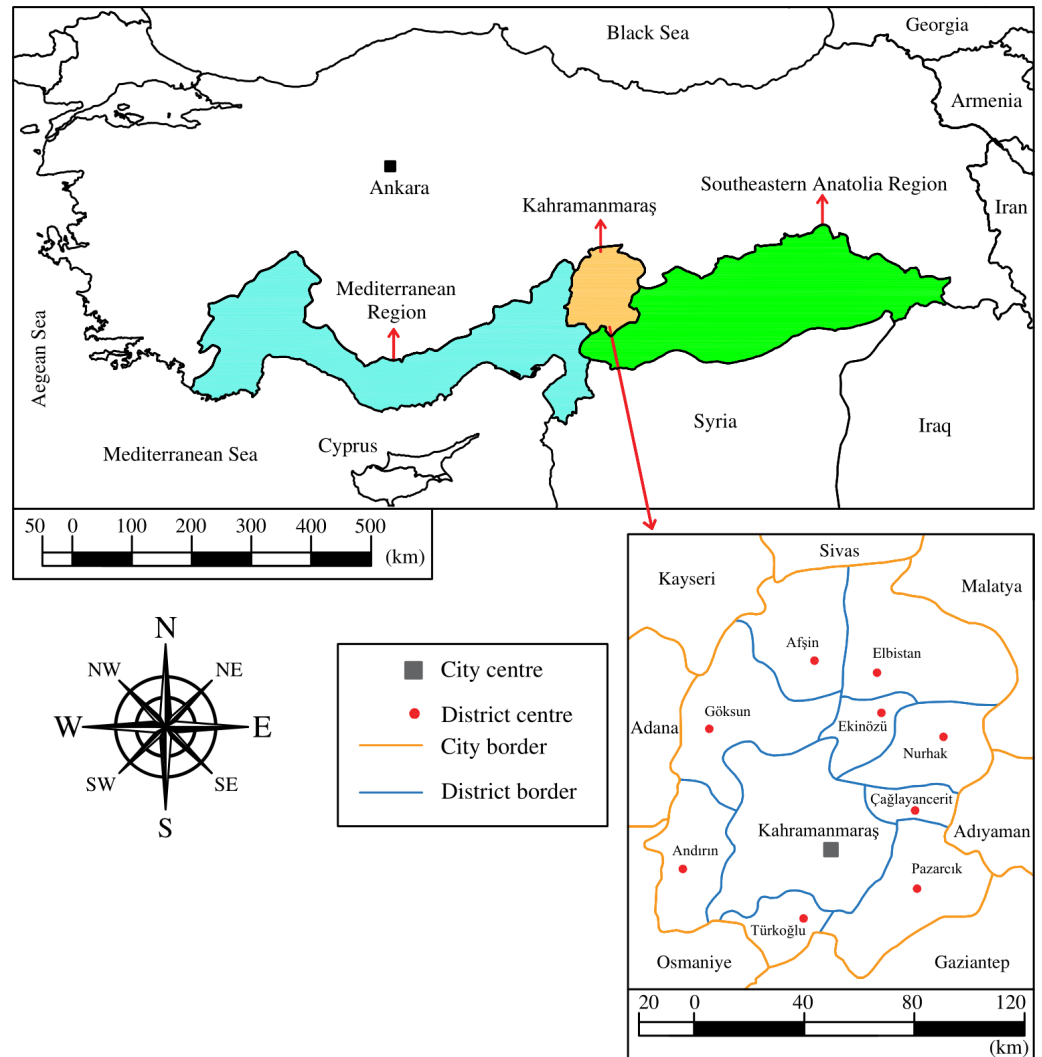 Black Sea
Georgia
Armenia
Ankara
Southeastern Anatolia Region
Iran
Kahramanmaraş
Mediterranean
Region
Aegean Sea
Syria
Iraq
Cyprus
Mediterranean Sea
50 0 100 200 300 400 500
(km)
Sivas
Kayseri
Malatya
Afşin
Elbistan
Göksun
Adana
Ekinözü
Nurhak
Çağlayancerit
Kahramanmaraş
Adıyaman
Andırın
Pazarcık
Türkoğlu
Osmaniye
Gaziantep
20 0 40 80 120
(km)
N
NW NE
W E
SW SE
S
City centre
District centre
City border
District border